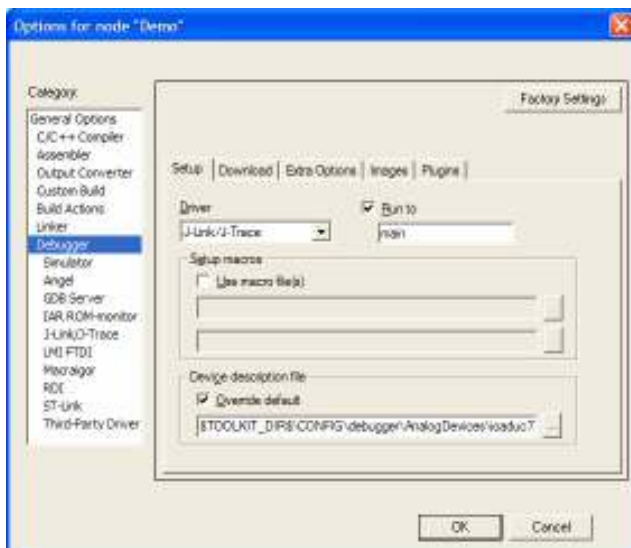 Options for node "Demo"
Category:
Factory Settings
General Options
C/C++ Compiler
Assembler
Output Converter
Custom Build
Build Actions
Linker
Debugger
Simulator
Angel
GDB Server
IAR ROM-monitor
J-Link/J-Trace
LMI FTDI
Macraigor
RDI
ST-Link
Third-Party Driver
Setup Download Extra Options Images Plugins
Driver
Run to
J-Link/J-Trace
main
Setup macros
Use macro file(s)
Device description file
Override default
$TOOLKIT_DIR$\CONFIG\debugger\AnalogDevices\ioaduc7
...
OK
Cancel